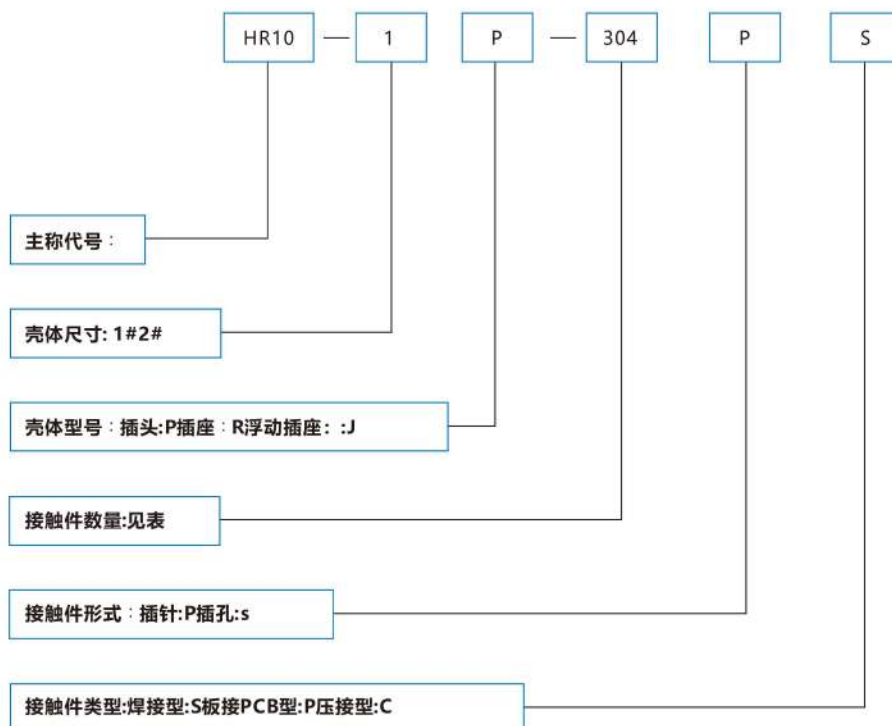 HR10 — 1 P — 304 P S
主称代号：
壳体尺寸: 1#2#
壳体型号：插头:P插座：R浮动插座：:J
接触件数量:见表
接触件形式：插针:P插孔:s
接触件类型:焊接型:S板接PCB型:P压接型:C